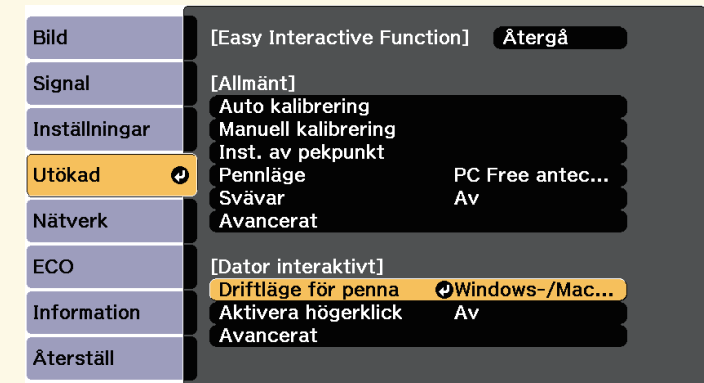 Bild
Signal
Inställningar
Utökad
Nätverk
ECO
Information
Återställ
[Easy Interactive Function] Återgå
[Allmänt]
Auto kalibrering
Manuell kalibrering
Inst. av pekpunkt
Pennläge PC Free antec...
Svävar Av
Avancerat
[Dator interaktivt]
Driftläge för penna Windows-/Mac...
Aktivera högerklick Av
Avancerat